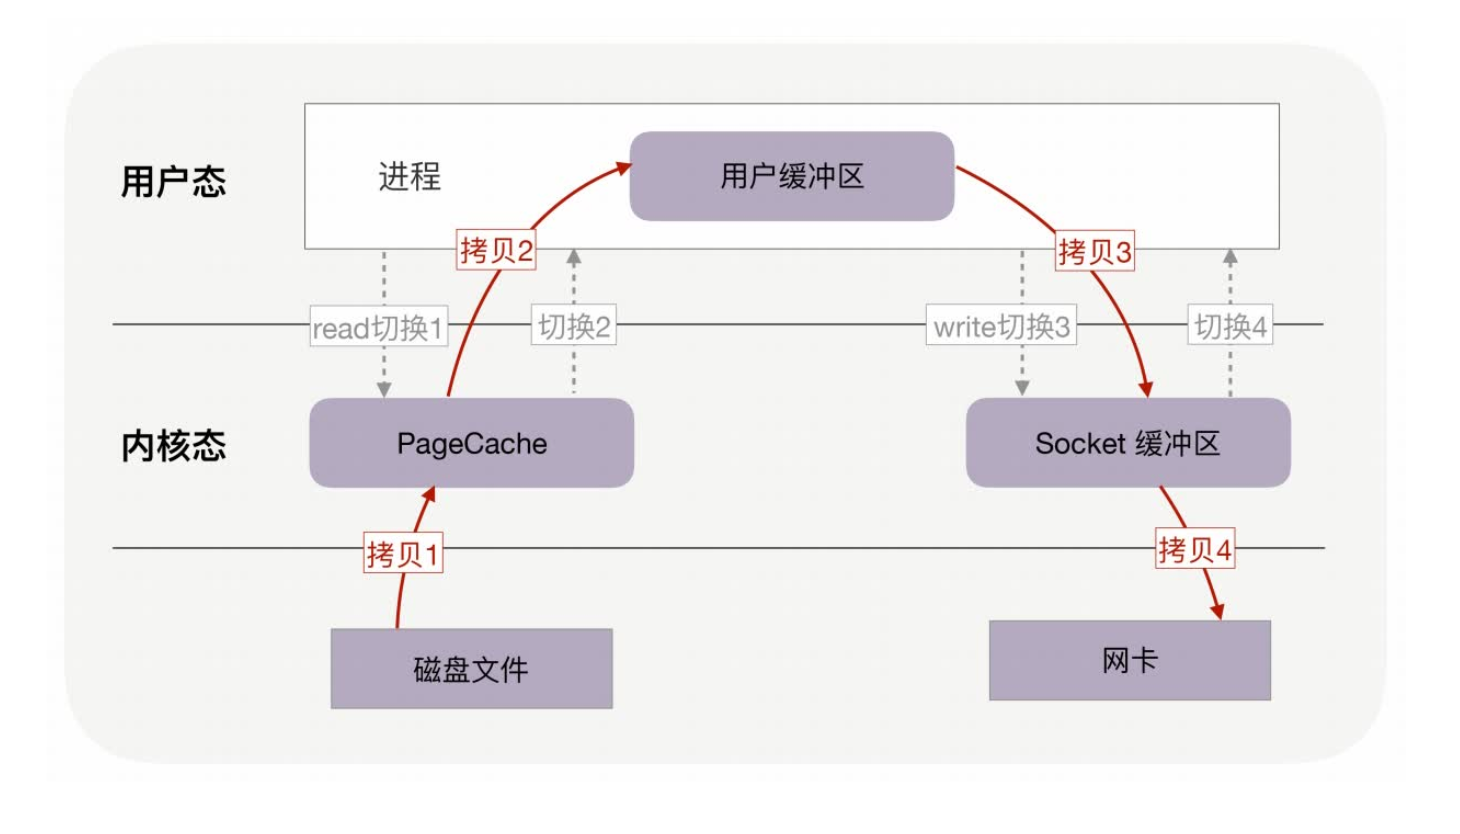 用户态
进程
用户缓冲区
拷贝2
拷贝3
read切换1
切换2
write切换3
切换4
内核态
PageCache
Socket 缓冲区
拷贝1
拷贝4
磁盘文件
网卡